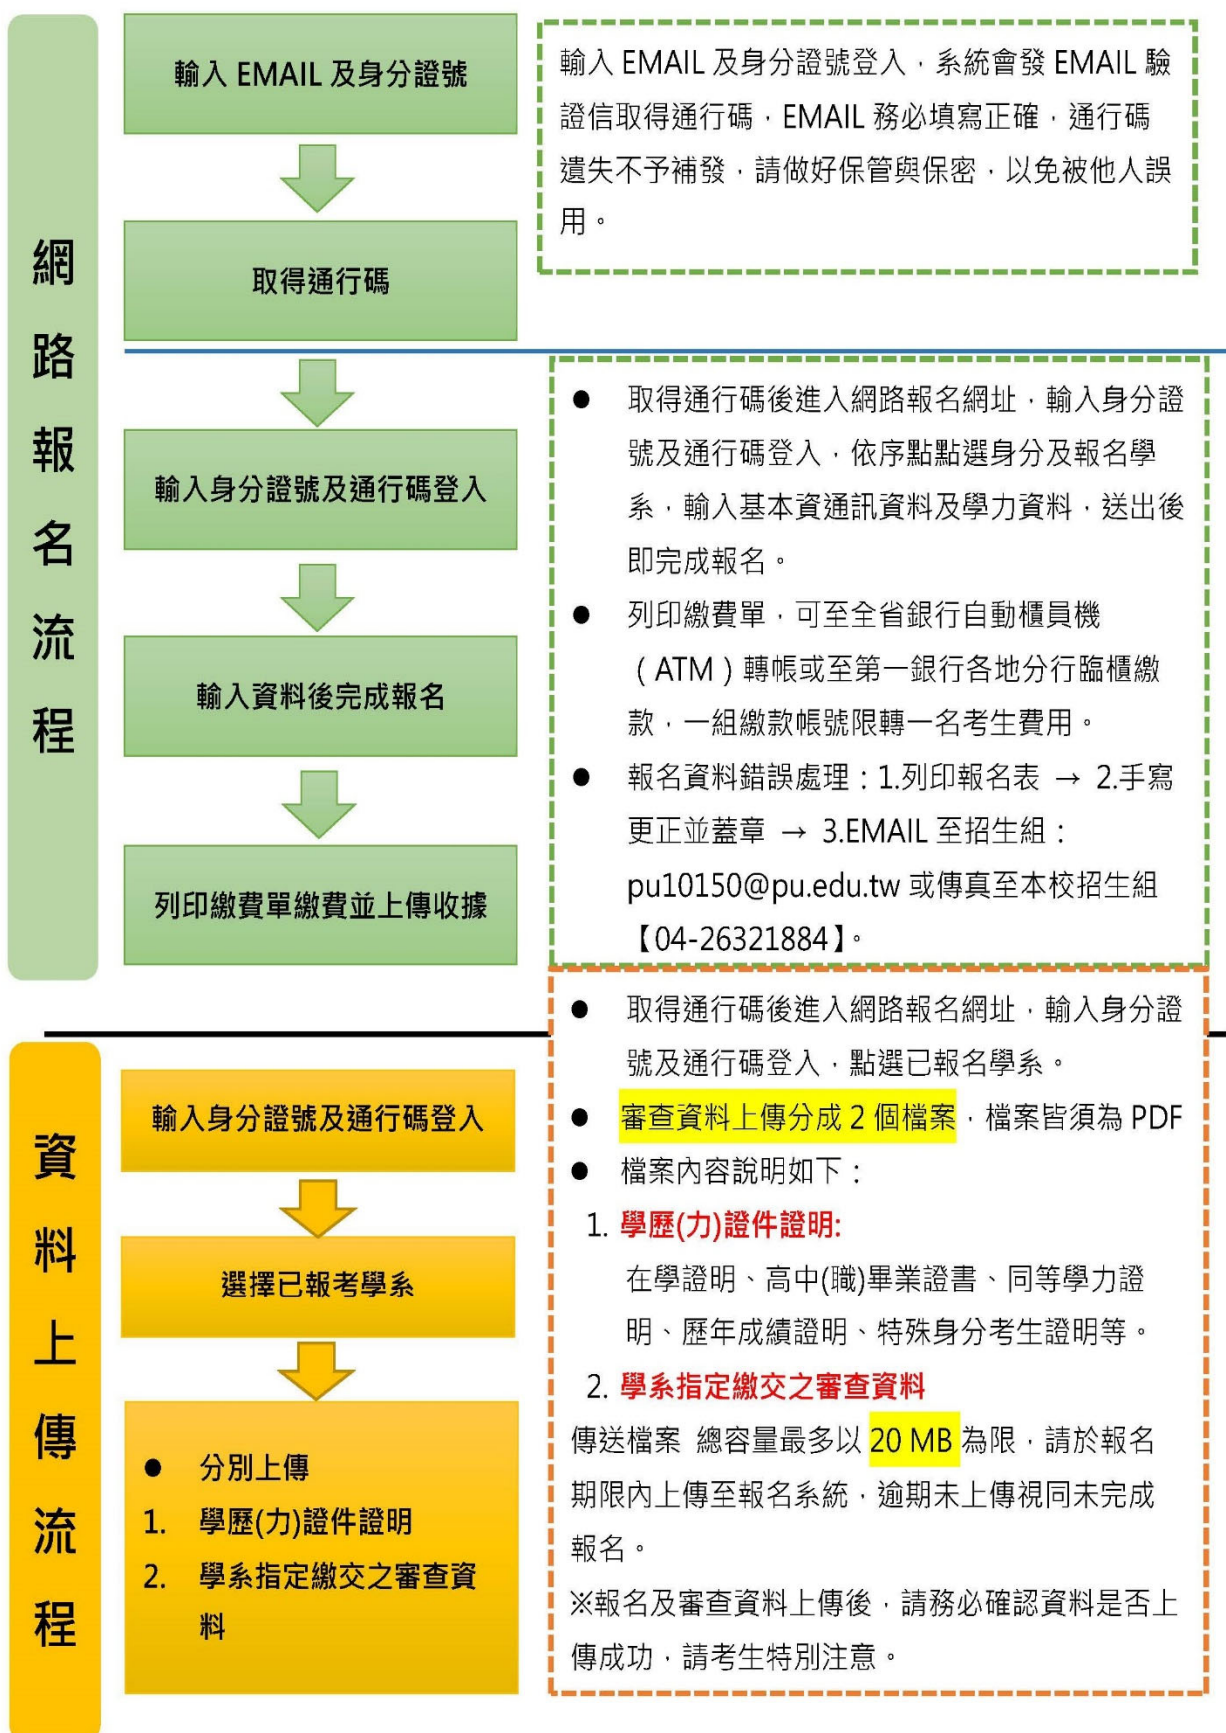 網路報名流程
輸入 EMAIL 及身分證號
取得通行碼
輸入 EMAIL 及身分證號登入，系統會發 EMAIL 驗
證信取得通行碼，EMAIL 務必填寫正確，通行碼
遺失不予補發，請做好保管與保密，以免被他人誤
用。
輸入身分證號及通行碼登入
輸入資料後完成報名
列印繳費單繳費並上傳收據
● 取得通行碼後進入網路報名網址，輸入身分證
號及通行碼登入，依序點點選身分及報名學
系，輸入基本資通訊資料及學力資料，送出後
即完成報名。
● 列印繳費單，可至全省銀行自動櫃員機
（ATM）轉帳或至第一銀行各地分行臨櫃繳
款，一組繳款帳號限轉一名考生費用。
● 報名資料錯誤處理：1.列印報名表 → 2.手寫
更正並蓋章 → 3.EMAIL 至招生組：
pu10150@pu.edu.tw 或傳真至本校招生組
【04-26321884】。
資料上傳流程
輸入身分證號及通行碼登入
選擇已報考學系
● 分別上傳
1. 學歷(力)證件證明
2. 學系指定繳交之審查資
料
● 取得通行碼後進入網路報名網址，輸入身分證
號及通行碼登入，點選已報名學系。
● 審查資料上傳分成 2 個檔案，檔案皆須為 PDF
● 檔案內容說明如下：
1. 學歷(力)證件證明:
在學證明、高中(職)畢業證書、同等學力證
明、歷年成績證明、特殊身分考生證明等。
2. 學系指定繳交之審查資料
傳送檔案 總容量最多以 20 MB 為限，請於報名
期限內上傳至報名系統，逾期未上傳視同未完成
報名。
※報名及審查資料上傳後，請務必確認資料是否上
傳成功，請考生特別注意。